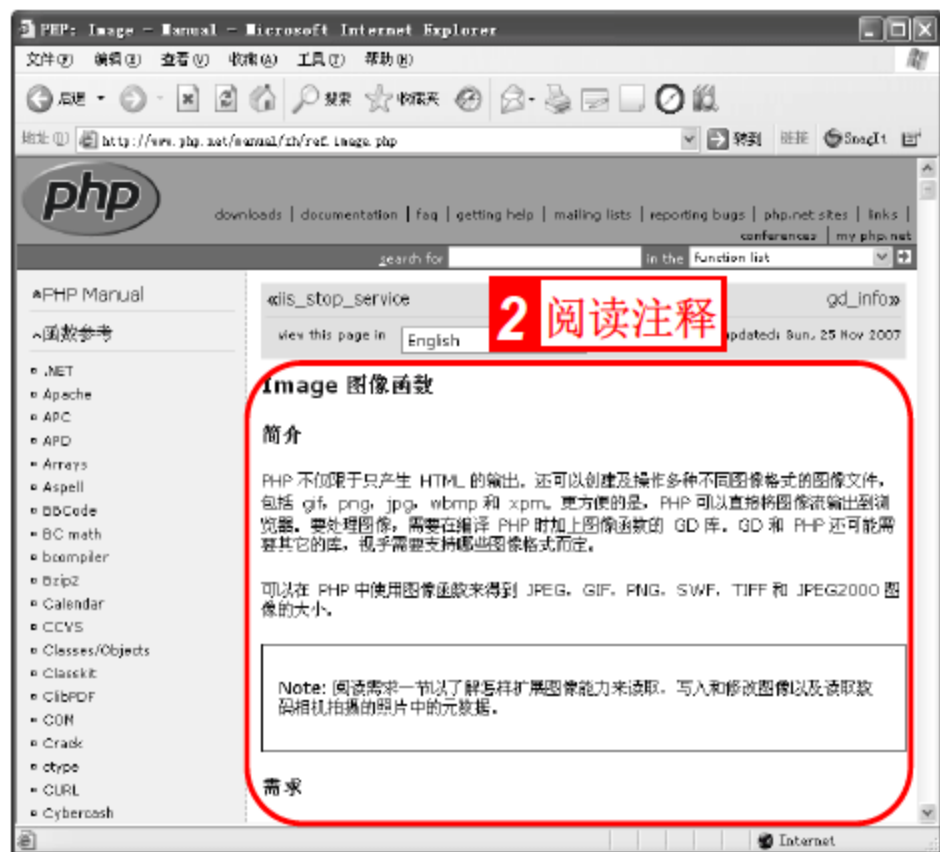 PHP: Image - Manual - Microsoft Internet Explorer
文件(F) 编辑(E) 查看(V) 收藏(A) 工具(T) 帮助(H)
后退 搜索 收藏夹
地址(D) http://www.php.net/manual/zh/ref.image.php 转到 链接 SnagIt
php
downloads | documentation | faq | getting help | mailing lists | reporting bugs | php.net sites | links |
conferences | my php.net
search for in the function list
PHP Manual
函数参考
.NET
Apache
APC
APD
Arrays
Aspell
BBCode
BC math
bcompiler
Bzip2
Calendar
CCVS
Classes/Objects
Classkit
ClibPDF
COM
Crack
ctype
CURL
Cybercash
«iis_stop_service gd_info»
2 阅读注释
view this page in English updated: Sun, 25 Nov 2007
Image 图像函数
简介
PHP 不仅限于只产生 HTML 的输出，还可以创建及操作多种不同图像格式的图像文件，
包括 gif，png，jpg，wbmp 和 xpm。更方便的是，PHP 可以直接将图像流输出到浏
览器。要处理图像，需要在编译 PHP 时加上图像函数的 GD 库。GD 和 PHP 还可能需
要其它的库，视乎需要支持哪些图像格式而定。
可以在 PHP 中使用图像函数来得到 JPEG，GIF，PNG，SWF，TIFF 和 JPEG2000 图
像的大小。
Note: 阅读需求一节以了解怎样扩展图像能力来读取，写入和修改图像以及读取数
码相机拍摄的照片中的元数据。
需求
Internet